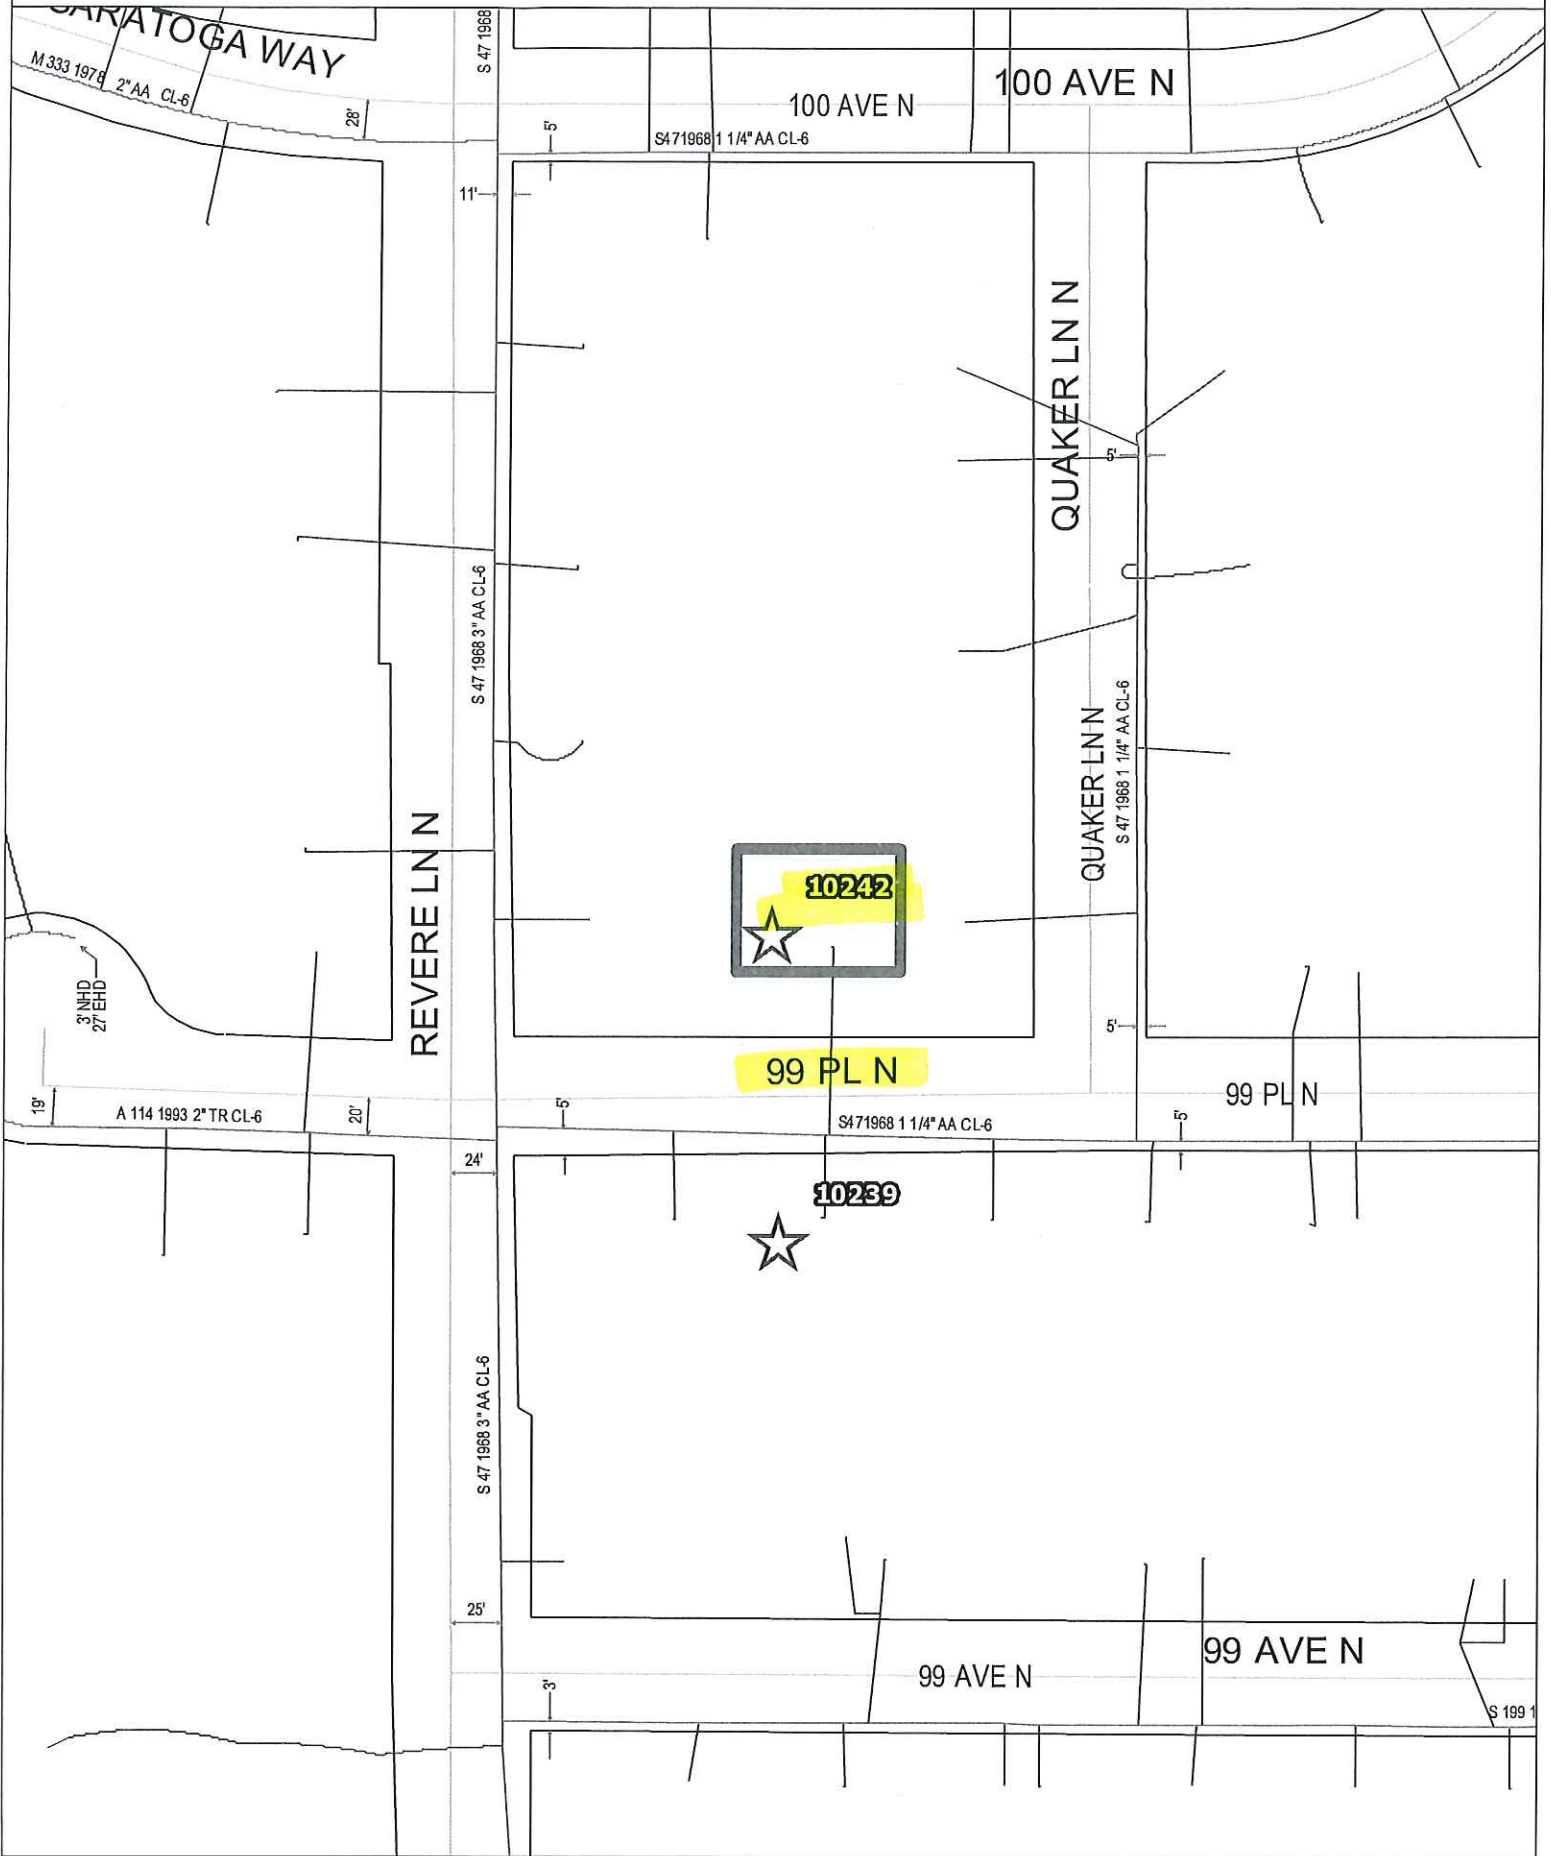 SARATOGA WAY
M 333 1978
2" AA CL-6
28'
S 47 1968
100 AVE N
100 AVE N
5'
S471968 1 1/4" AA CL-6
11'
QUAKER LN N
5'
S 47 1968 3" AA CL-6
QUAKER LN N
S 47 1968 1 1/4" AA CL-6
REVERE LN N
10242
3' NHD
27' EHD
5'
99 PL N
99 PL N
19'
A 114 1993 2" TR CL-6
20'
5'
S471968 1 1/4" AA CL-6
5'
24'
10239
S 47 1968 3" AA CL-6
25'
99 AVE N
99 AVE N
3'
S 199 1